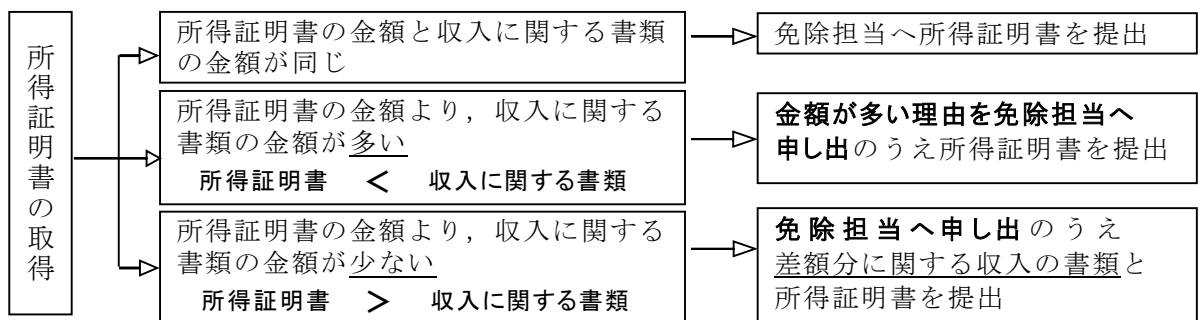 所得証明書の取得
所得証明書の金額と収入に関する書類
の金額が同じ
免除担当へ所得証明書を提出
所得証明書の金額より，収入に関する
書類の金額が多い
所得証明書　＜　収入に関する書類
金額が多い理由を免除担当へ
申し出のうえ所得証明書を提出
所得証明書の金額より，収入に関する
書類の金額が少ない
所得証明書　＞　収入に関する書類
免除担当へ申し出のうえ
差額分に関する収入の書類と
所得証明書を提出